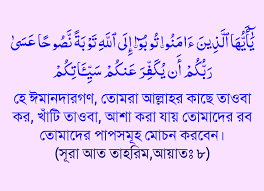 يَٰٓأَيُّهَا ٱلَّذِينَ ءَامَنُوا۟ تُوبُوٓا۟ إِلَى ٱللَّهِ تَوْبَةً نَّصُوحًا عَسَىٰ
رَبُّكُمْ أَن يُكَفِّرَ عَنكُمْ سَيِّـَٔاتِكُمْ
হে ঈমানদারগণ, তোমরা আল্লাহর কাছে তাওবা
কর, খাঁটি তাওবা, আশা করা যায় তোমাদের রব
তোমাদের পাপসমূহ মোচন করবেন।
(সূরা আত তাহরিম,আয়াতঃ ৮)